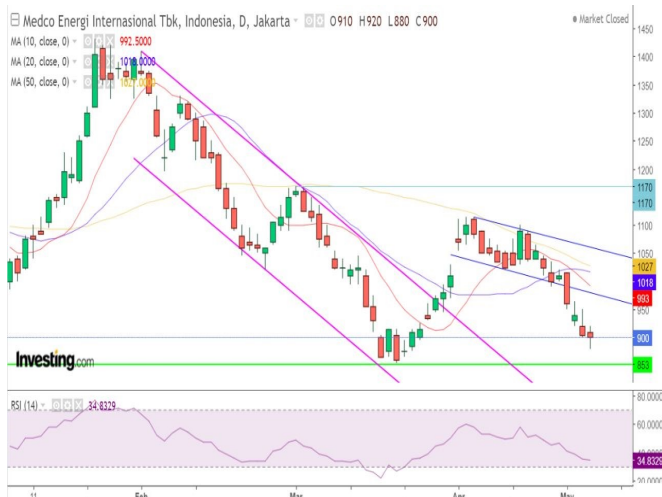 Medco Energi Internasional Tbk, Indonesia, D, Jakarta O910 H920 L880 C900
Market Closed
MA (10, close, 0) 992.5000
MA (20, close, 0) 1018.0000
MA (50, close, 0) 1027.0000
1450
1400
1350
1300
1250
1200
1170
1170
1100
1050
1027
1018
993
950
900
853
Investing.com
RSI (14) 34.8329
80.0000
60.0000
34.8329
20.0000
11
Feb
Mar
Apr
May